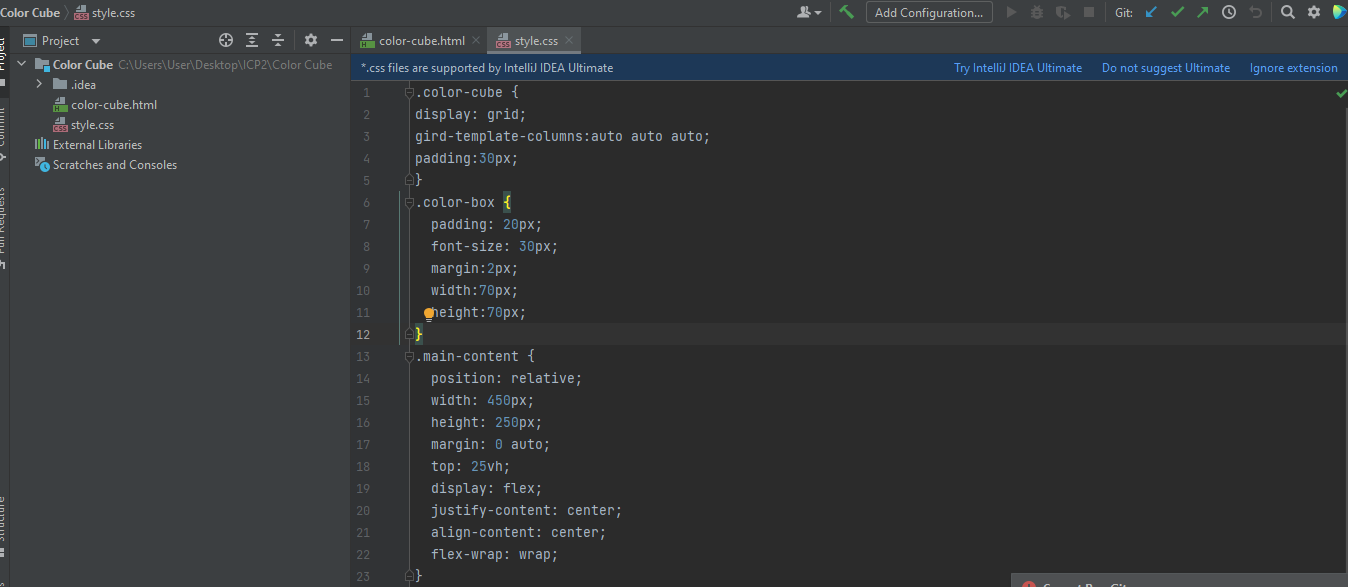 Color Cube style.css
Add Configuration... Git:
Project
color-cube.html style.css
Color Cube C:\Users\User\Desktop\ICP2\Color Cube
.idea
color-cube.html
style.css
External Libraries
Scratches and Consoles
Project
Commit
Pull Requests
Structure
*.css files are supported by IntelliJ IDEA Ultimate Try IntelliJ IDEA Ultimate Do not suggest Ultimate Ignore extension
1 .color-cube {
2 display: grid;
3 gird-template-columns:auto auto auto;
4 padding:30px;
5 }
6 .color-box {
7 padding: 20px;
8 font-size: 30px;
9 margin:2px;
10 width:70px;
11 height:70px;
12 }
13 .main-content {
14 position: relative;
15 width: 450px;
16 height: 250px;
17 margin: 0 auto;
18 top: 25vh;
19 display: flex;
20 justify-content: center;
21 align-content: center;
22 flex-wrap: wrap;
23 }